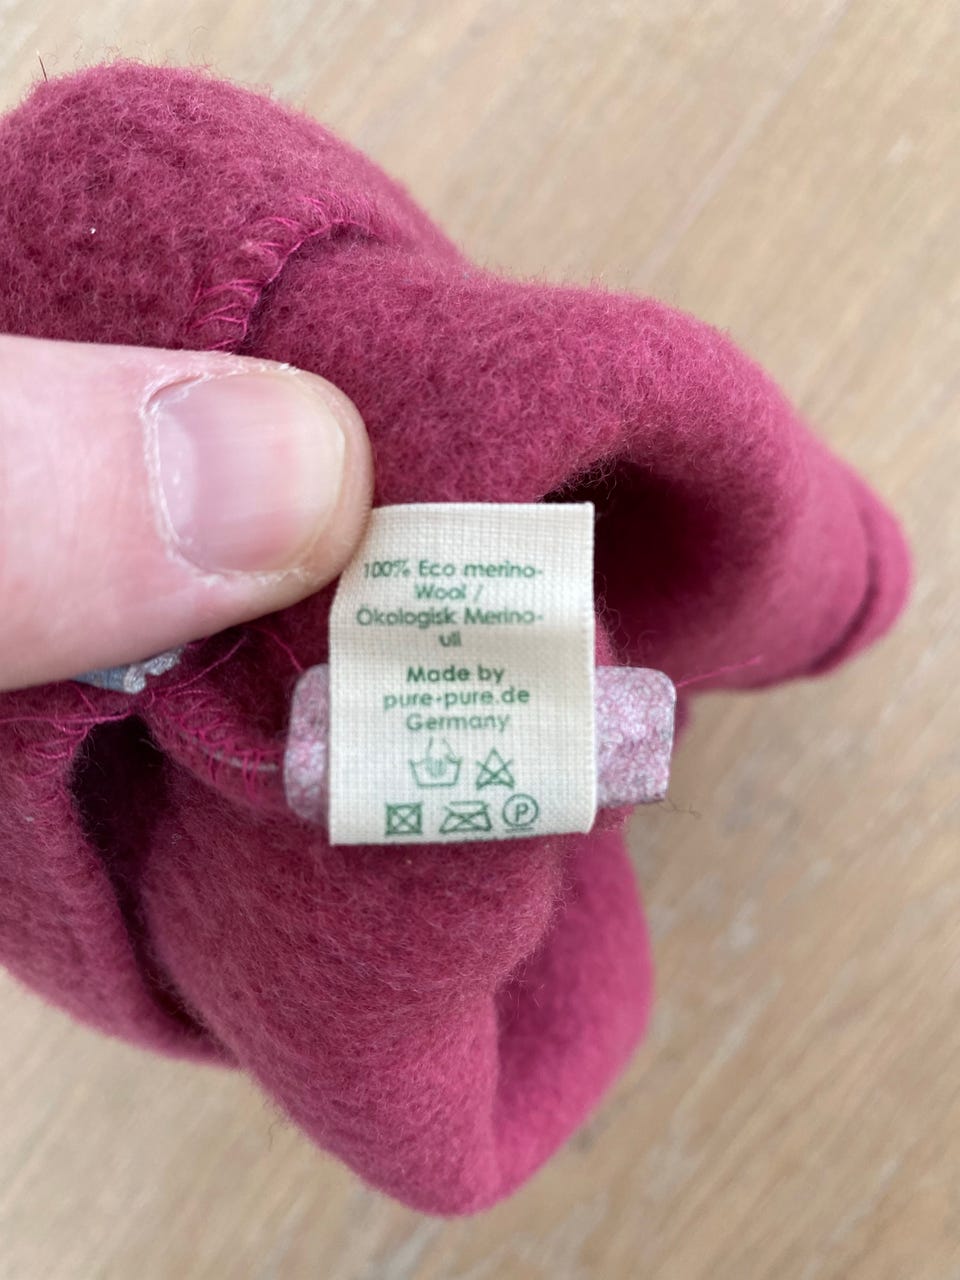 100% Eco merino-
Wool /
Økologisk Merino-
ull
Made by
pure-pure.de
Germany
P